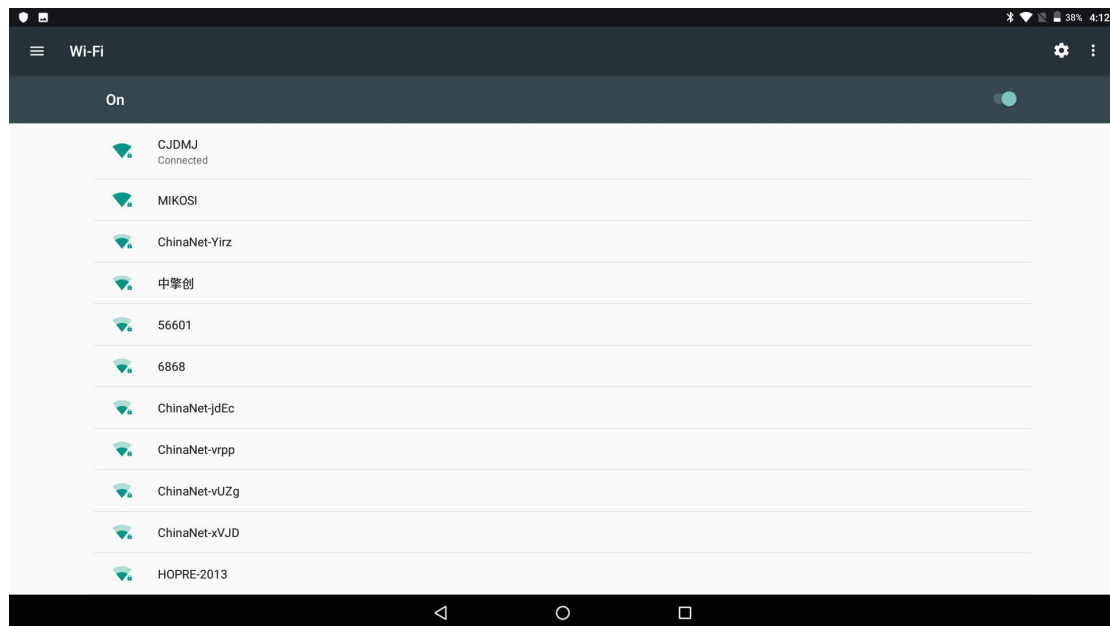 38% 4:12
Wi-Fi
On
CJDMJ
Connected
MIKOSI
ChinaNet-Yirz
中擎创
56601
6868
ChinaNet-jdEc
ChinaNet-vrpp
ChinaNet-vUZg
ChinaNet-xVJD
HOPRE-2013